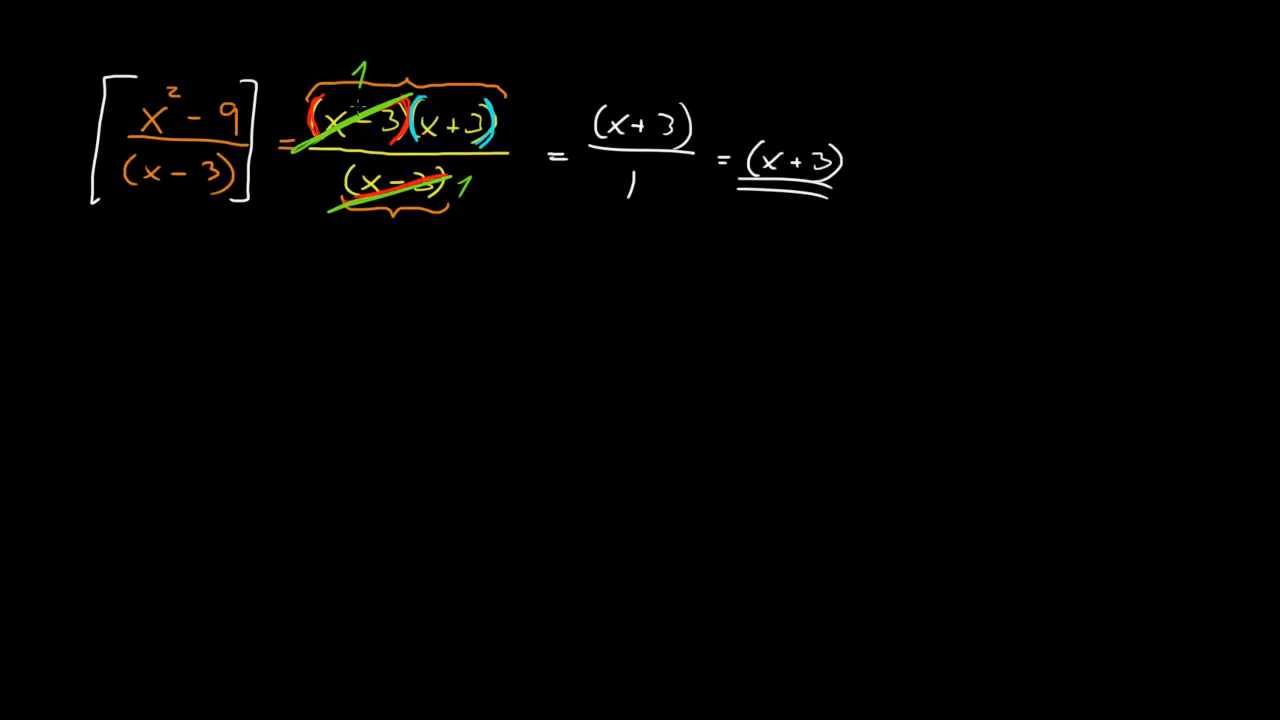 [ (x² - 9) / (x - 3) ] = (x - 3)(x + 3) / (x - 3) = (x + 3) / 1 = (x + 3)
1
1